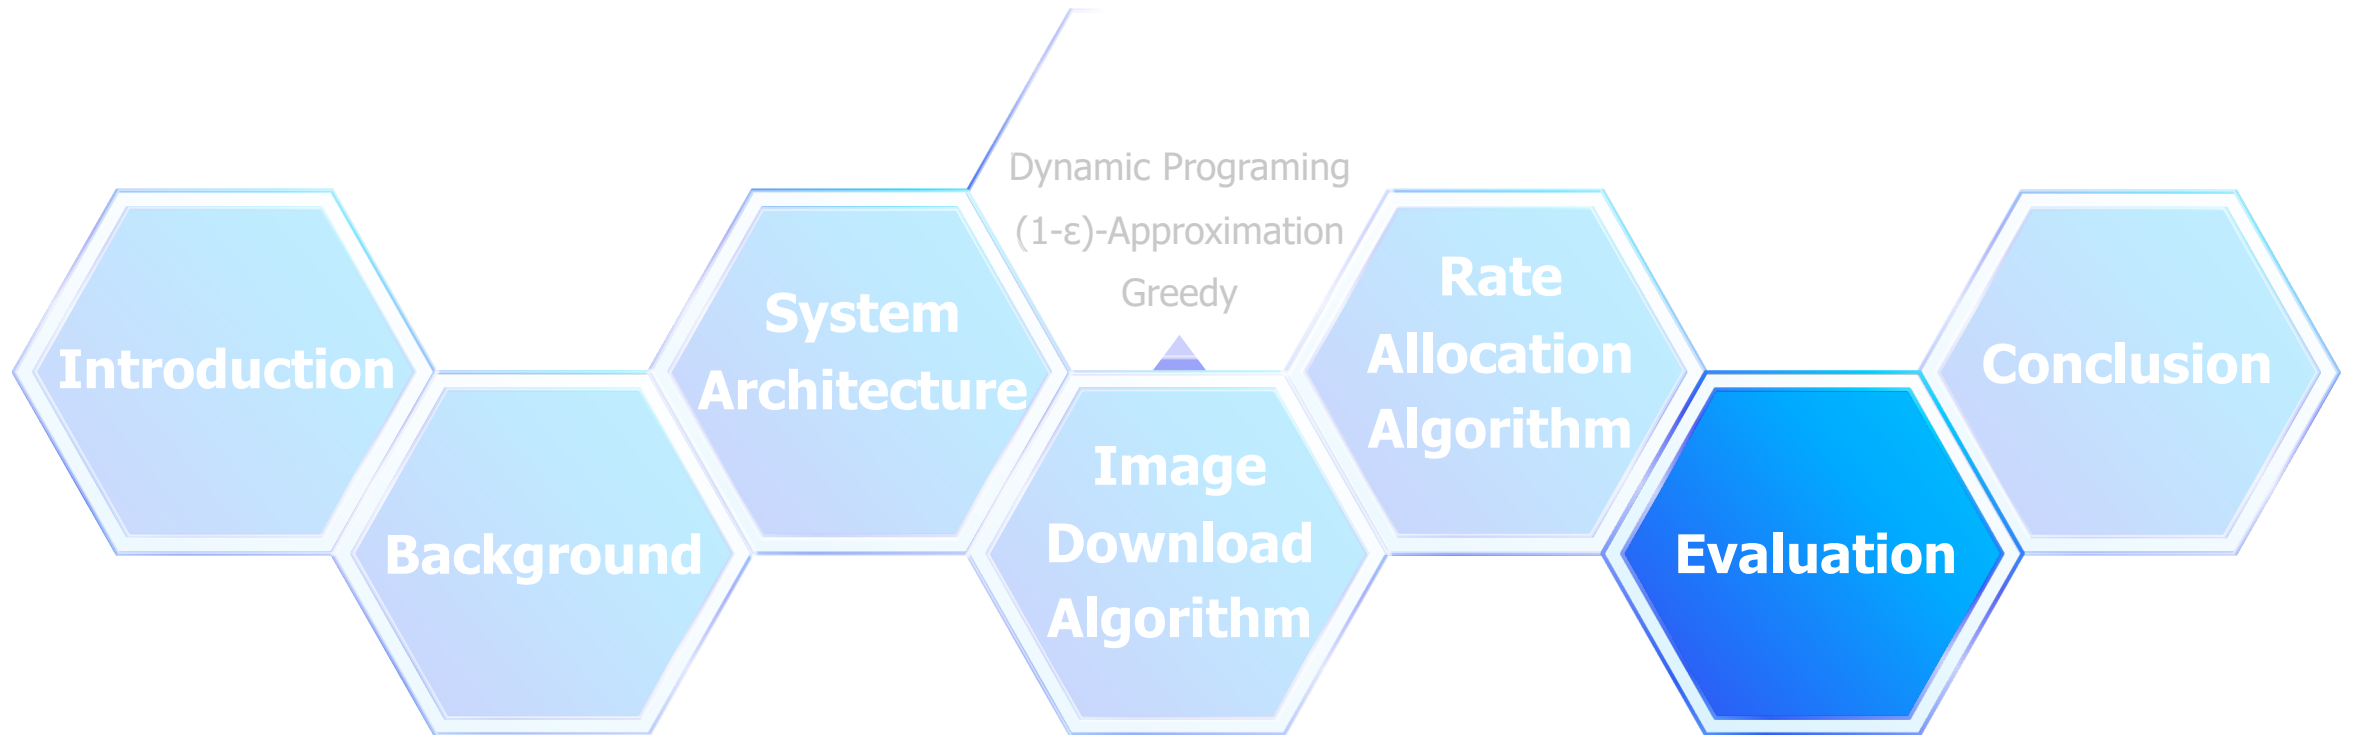 Introduction
Background
System
Architecture
Dynamic Programing
(1-ε)-Approximation
Greedy
Image
Download
Algorithm
Rate
Allocation
Algorithm
Evaluation
Conclusion